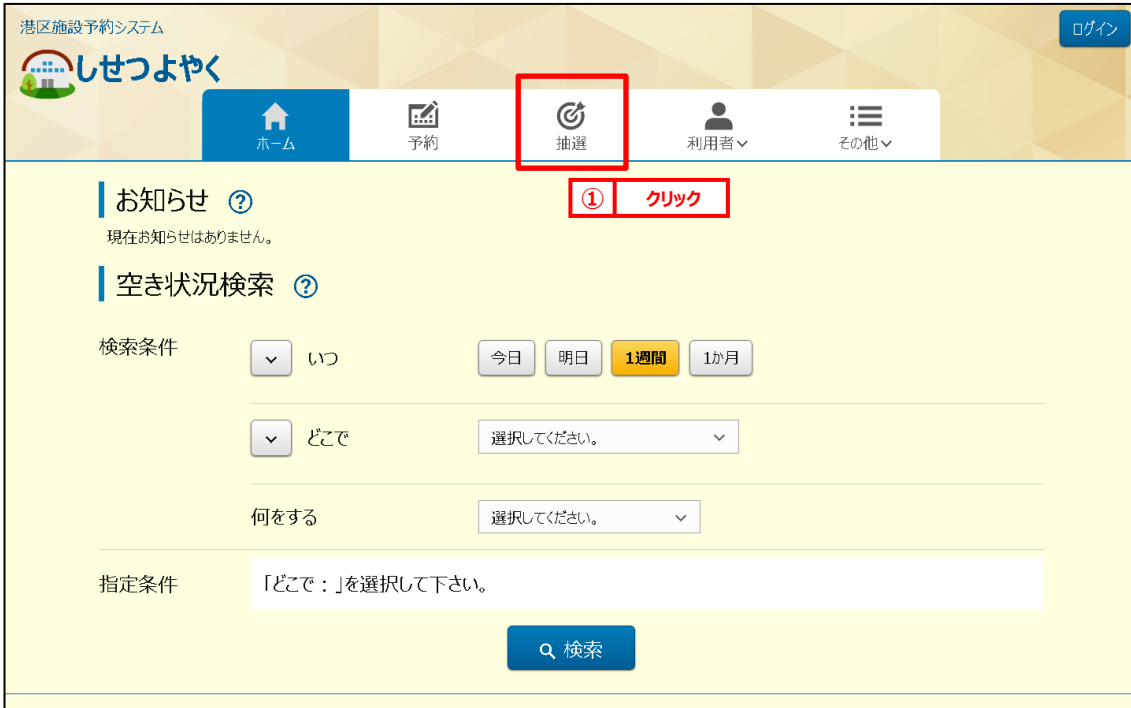 港区施設予約システム
ログイン
しせつよやく
ホーム
予約
抽選
利用者
その他
① クリック
お知らせ ?
現在お知らせはありません。
空き状況検索 ?
検索条件
いつ
今日 明日 1週間 1か月
どこで
選択してください。
何をする
選択してください。
指定条件
「どこで:」を選択して下さい。
検索